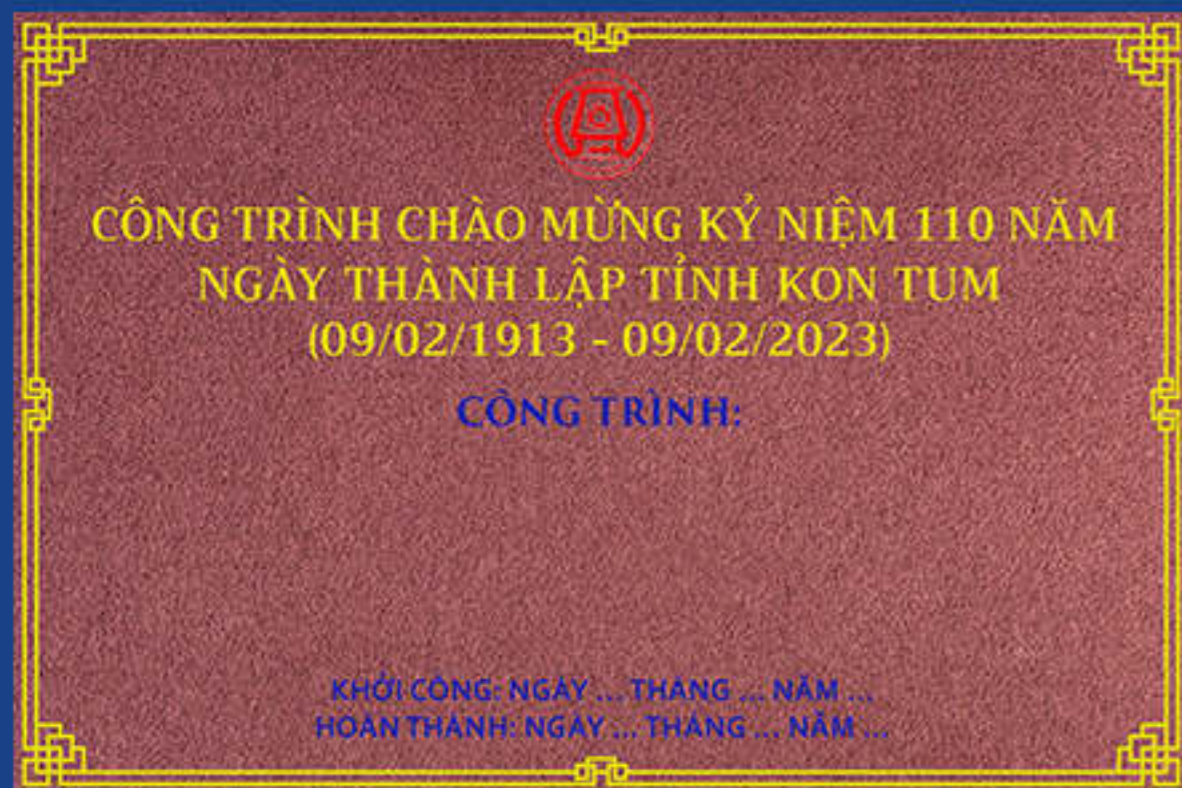 CÔNG TRÌNH CHÀO MỪNG KỶ NIỆM 110 NĂM
NGÀY THÀNH LẬP TỈNH KON TUM
(09/02/1913 - 09/02/2023)
CÔNG TRÌNH:
KHỞI CÔNG: NGÀY ... THÁNG ... NĂM ...
HOÀN THÀNH: NGÀY ... THÁNG ... NĂM ...